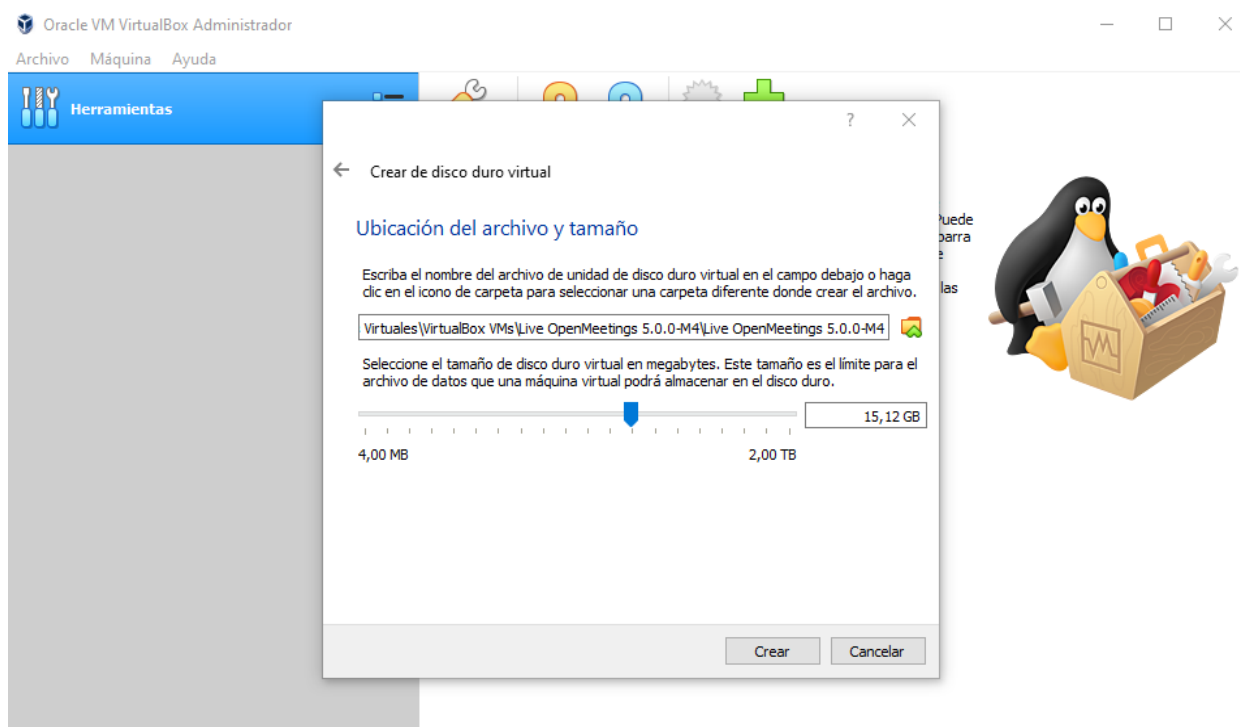 Oracle VM VirtualBox Administrador
Archivo Máquina Ayuda
Herramientas
?
Crear de disco duro virtual
Ubicación del archivo y tamaño
Escriba el nombre del archivo de unidad de disco duro virtual en el campo debajo o haga
clic en el icono de carpeta para seleccionar una carpeta diferente donde crear el archivo.
Virtuales\VirtualBox VMs\Live OpenMeetings 5.0.0-M4\Live OpenMeetings 5.0.0-M4
Seleccione el tamaño de disco duro virtual en megabytes. Este tamaño es el límite para el
archivo de datos que una máquina virtual podrá almacenar en el disco duro.
15,12 GB
4,00 MB 2,00 TB
Crear Cancelar
Puede
barra
e
las